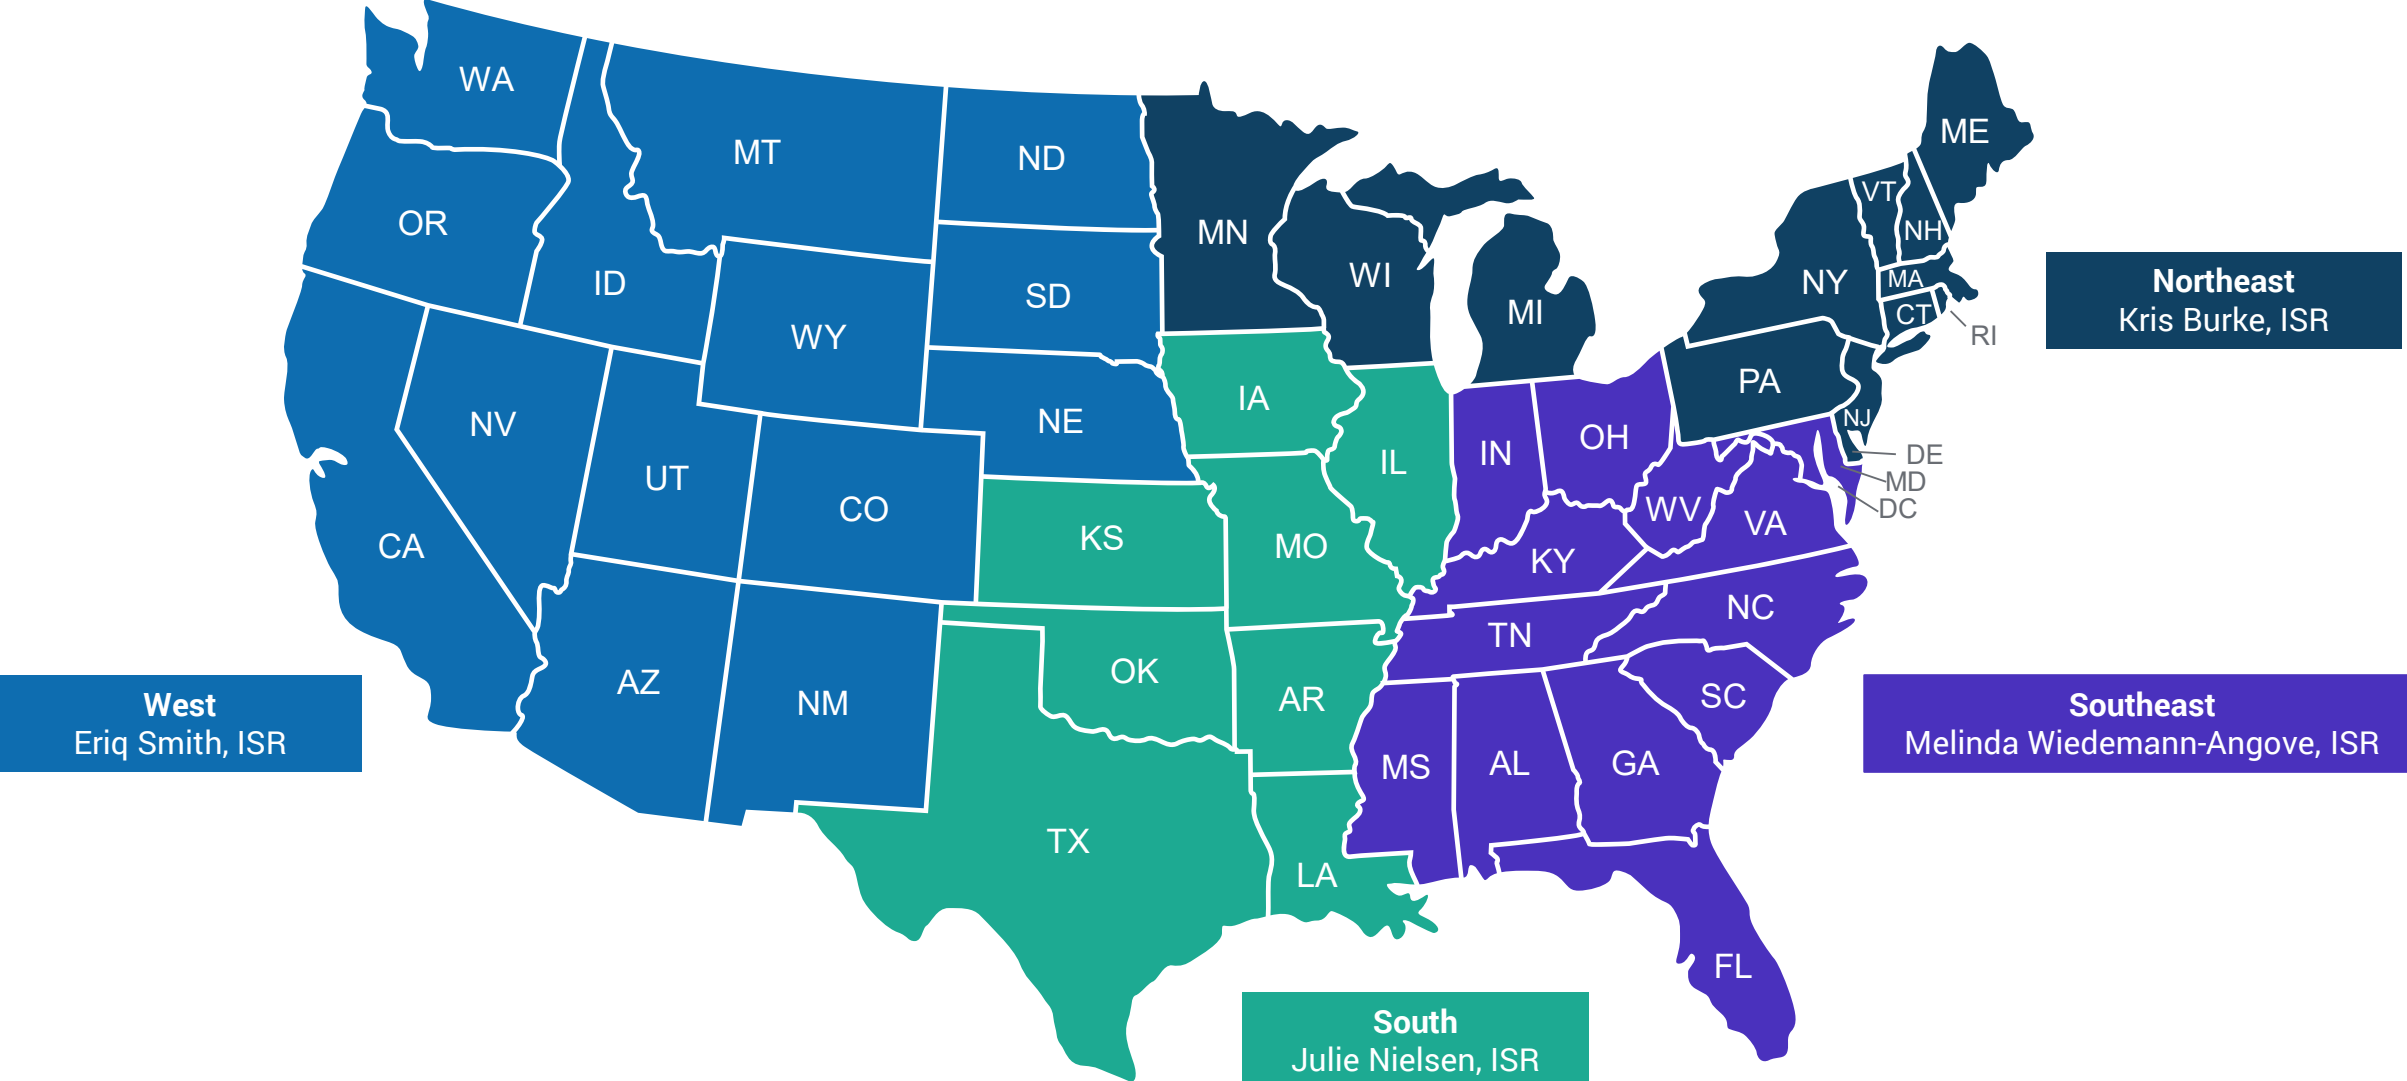 WA
ME
MT
ND
VT
OR
MN
NH
WI
ID
MA
NY
SD
MI
CT
WY
RI
Northeast
Kris Burke, ISR
PA
IA
NE
NV
NJ
OH
IN
DE
IL
UT
MD
CO
WV
DC
VA
KS
CA
MO
KY
NC
TN
OK
AZ
SC
NM
AR
West
Eriq Smith, ISR
Southeast
Melinda Wiedemann-Angove, ISR
MS
AL
GA
TX
LA
FL
South
Julie Nielsen, ISR